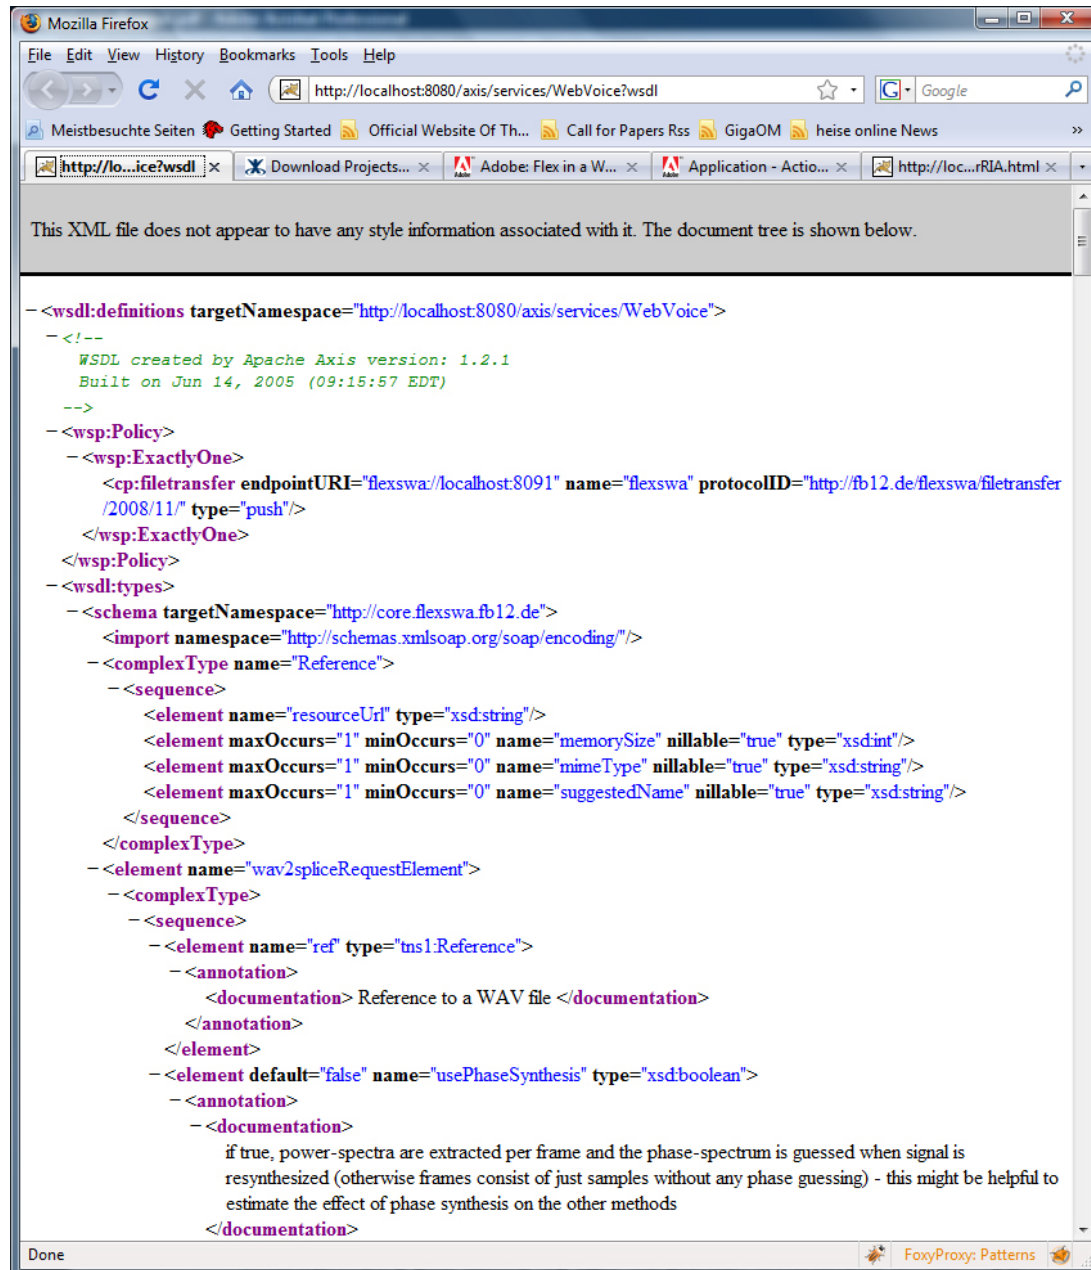 Mozilla Firefox
File Edit View History Bookmarks Tools Help
http://localhost:8080/axis/services/WebVoice?wsdl
G Google
Meistbesuchte Seiten Getting Started Official Website Of Th... Call for Papers Rss GigaOM heise online News »
http://lo...ice?wsdl Download Projects... Adobe: Flex in a W... Application - Actio... http://loc...rRIA.html
This XML file does not appear to have any style information associated with it. The document tree is shown below.
− <wsdl:definitions targetNamespace="http://localhost:8080/axis/services/WebVoice">
− <!--
WSDL created by Apache Axis version: 1.2.1
Built on Jun 14, 2005 (09:15:57 EDT)
-->
− <wsp:Policy>
− <wsp:ExactlyOne>
<cp:filetransfer endpointURI="flexswa://localhost:8091" name="flexswa" protocolID="http://fb12.de/flexswa/filetransfer
/2008/11/" type="push"/>
</wsp:ExactlyOne>
</wsp:Policy>
− <wsdl:types>
− <schema targetNamespace="http://core.flexswa.fb12.de">
<import namespace="http://schemas.xmlsoap.org/soap/encoding/"/>
− <complexType name="Reference">
− <sequence>
<element name="resourceUrl" type="xsd:string"/>
<element maxOccurs="1" minOccurs="0" name="memorySize" nillable="true" type="xsd:int"/>
<element maxOccurs="1" minOccurs="0" name="mimeType" nillable="true" type="xsd:string"/>
<element maxOccurs="1" minOccurs="0" name="suggestedName" nillable="true" type="xsd:string"/>
</sequence>
</complexType>
− <element name="wav2spliceRequestElement">
− <complexType>
− <sequence>
− <element name="ref" type="tns1:Reference">
− <annotation>
<documentation> Reference to a WAV file </documentation>
</annotation>
</element>
− <element default="false" name="usePhaseSynthesis" type="xsd:boolean">
− <annotation>
− <documentation>
if true, power-spectra are extracted per frame and the phase-spectrum is guessed when signal is
resynthesized (otherwise frames consist of just samples without any phase guessing) - this might be helpful to
estimate the effect of phase synthesis on the other methods
</documentation>
Done FoxyProxy: Patterns